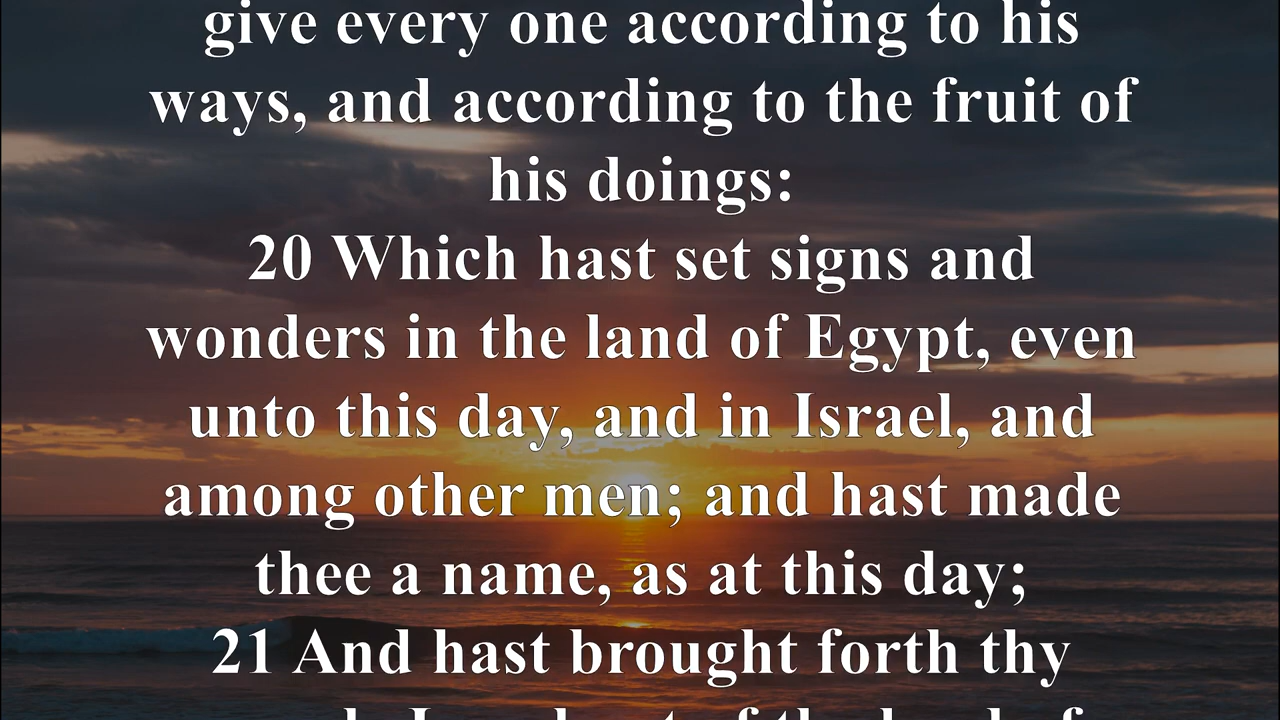 give every one according to his
ways, and according to the fruit of
his doings:
20 Which hast set signs and
wonders in the land of Egypt, even
unto this day, and in Israel, and
among other men; and hast made
thee a name, as at this day;
21 And hast brought forth thy